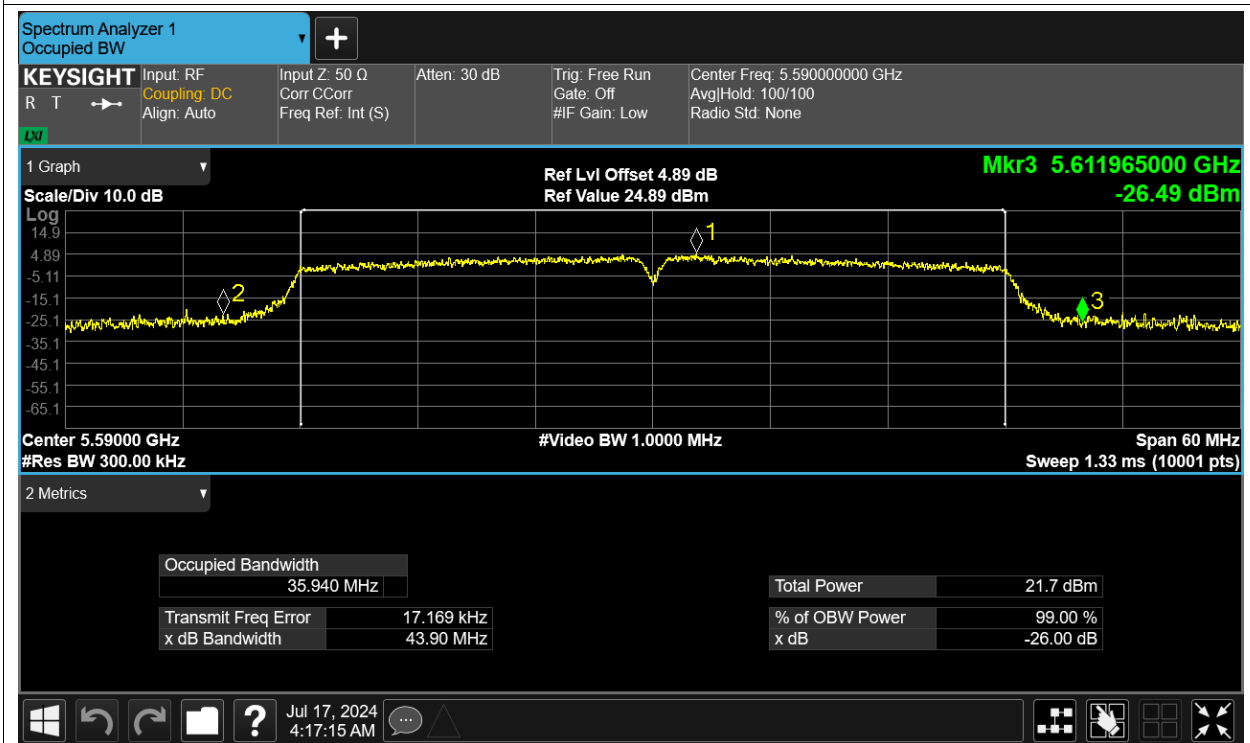 Spectrum Analyzer 1
Occupied BW
KEYSIGHT
R T
LXI
Input: RF
Coupling: DC
Align: Auto
Input Z: 50 Ω
Corr CCorr
Freq Ref: Int (S)
Atten: 30 dB
Trig: Free Run
Gate: Off
#IF Gain: Low
Center Freq: 5.590000000 GHz
Avg|Hold: 100/100
Radio Std: None
1 Graph
Scale/Div 10.0 dB
Ref Lvl Offset 4.89 dB
Ref Value 24.89 dBm
Mkr3 5.611965000 GHz
-26.49 dBm
Log
14.9
4.89
-5.11
-15.1
-25.1
-35.1
-45.1
-55.1
-65.1
1
2
3
Center 5.59000 GHz
#Res BW 300.00 kHz
#Video BW 1.0000 MHz
Span 60 MHz
Sweep 1.33 ms (10001 pts)
2 Metrics
Occupied Bandwidth
35.940 MHz
Transmit Freq Error 17.169 kHz
x dB Bandwidth 43.90 MHz
Total Power 21.7 dBm
% of OBW Power 99.00 %
x dB -26.00 dB
?
Jul 17, 2024
4:17:15 AM